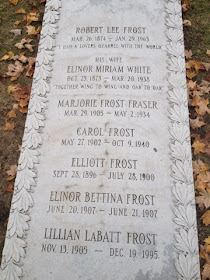 ROBERT LEE FROST
MAR. 26, 1874 – JAN. 29, 1963
"I HAD A LOVERS QUARREL WITH THE WORLD"
HIS WIFE
ELINOR MIRIAM WHITE
OCT. 25, 1873 – MAR. 20, 1938
"TOGETHER WING TO WING AND OAR TO OAR"
MARJORIE FROST FRASER
MAR. 29, 1905 – MAY 2, 1934
CAROL FROST
MAY 27, 1902 – OCT 9, 1940
ELLIOTT FROST
SEPT 25, 1896 – JULY 28, 1900
ELINOR BETTINA FROST
JUNE 20, 1907 – JUNE 21, 1907
LILLIAN LABATT FROST
NOV. 15, 1905 – DEC. 19, 1995